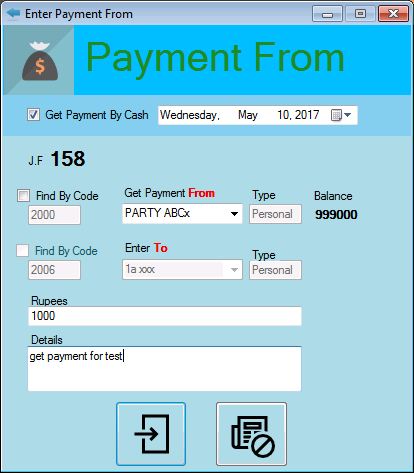 Enter Payment From
$
Payment From
Get Payment By Cash Wednesday, May 10, 2017
J.F 158
Find By Code Get Payment From Type Balance
2000 PARTY ABCx Personal 999000
Find By Code Enter To Type
2006 1a xxx Personal
Rupees
1000
Details
get payment for test